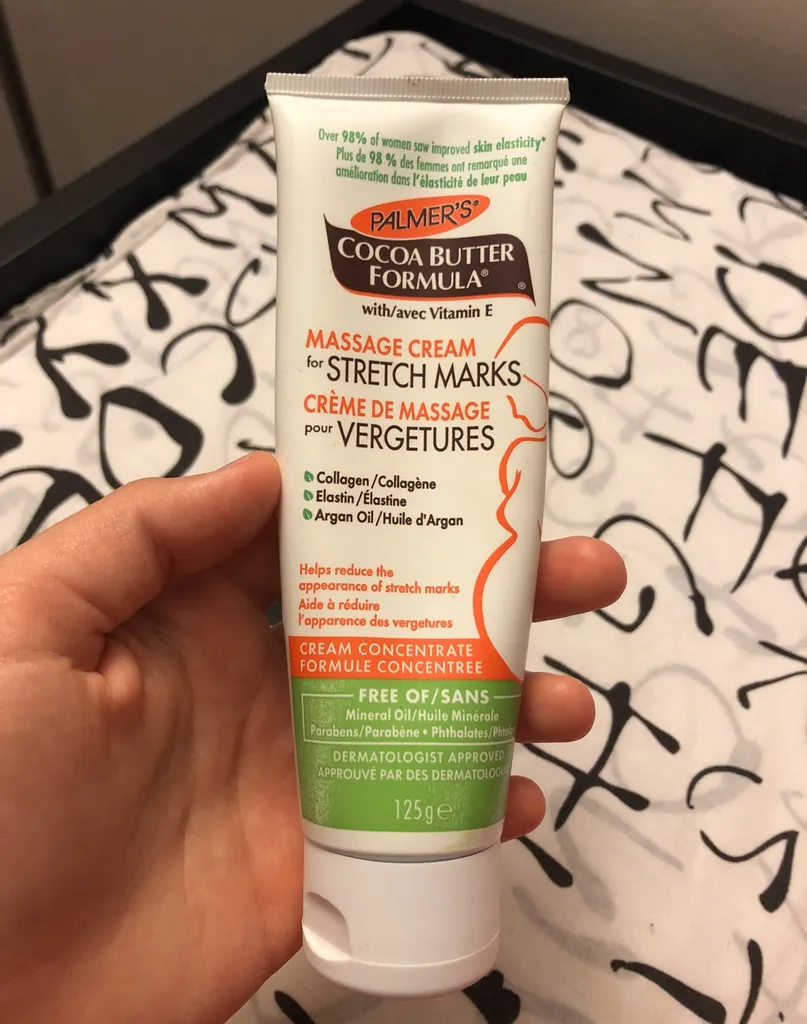 Over 98% of women saw improved skin elasticity*
Plus de 98 % des femmes ont remarqué une
amélioration dans l'élasticité de leur peau
PALMER'S®
COCOA BUTTER
FORMULA®
®
with/avec Vitamin E
MASSAGE CREAM
for STRETCH MARKS
CRÈME DE MASSAGE
pour VERGETURES
Collagen/Collagène
Elastin/Élastine
Argan Oil/Huile d'Argan
Helps reduce the
appearance of stretch marks
Aide à réduire
l'apparence des vergetures
CREAM CONCENTRATE
FORMULE CONCENTREE
FREE OF/SANS
Mineral Oil/Huile Minérale
Parabens/Parabène • Phthalates/
DERMATOLOGIST APPROVED
APPROUVÉ PAR DES
125g℮